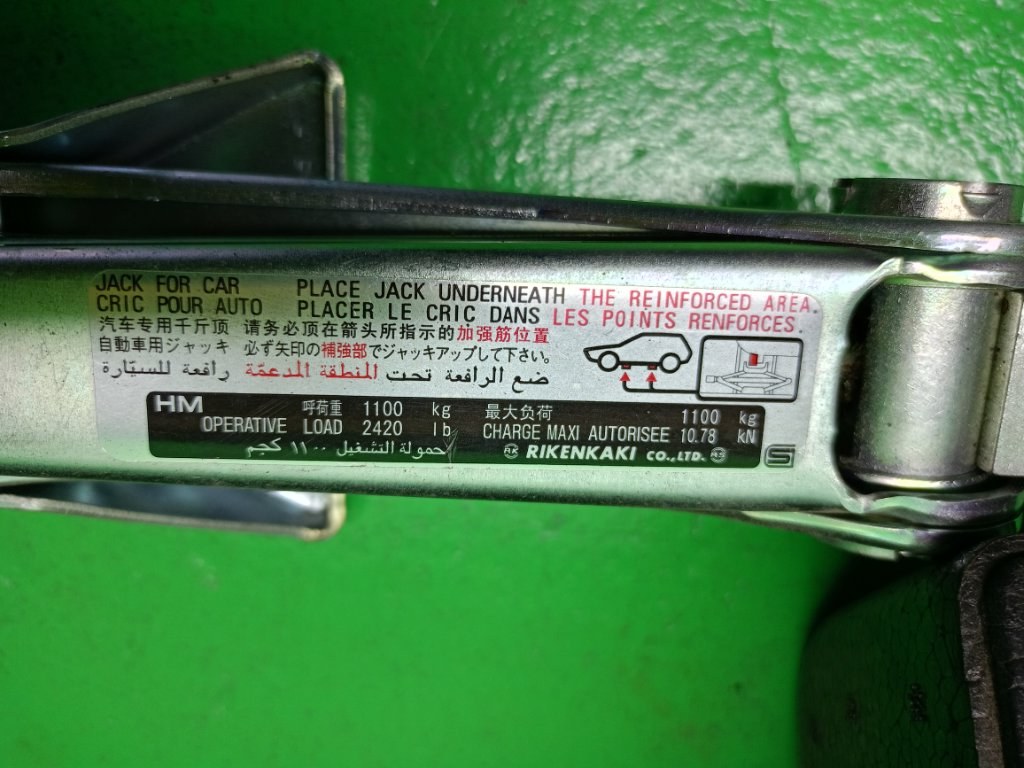 JACK FOR CAR PLACE JACK UNDERNEATH THE REINFORCED AREA.
CRIC POUR AUTO PLACER LE CRIC DANS LES POINTS RENFORCES.
汽车专用千斤顶 请务必顶在箭头所指示的加强筋位置
自動車用ジャッキ 必ず矢印の補強部でジャッキアップして下さい。
رافعة للسيّارة ضع الرافعة تحت المنطقة المدعمّة
HM 呼荷重 1100 kg 最大负荷 1100 kg
OPERATIVE LOAD 2420 lb CHARGE MAXI AUTORISEE 10.78 kN
حمولة التشغيل ١١٠٠ كجم RK RIKENKAKI CO.,LTD.